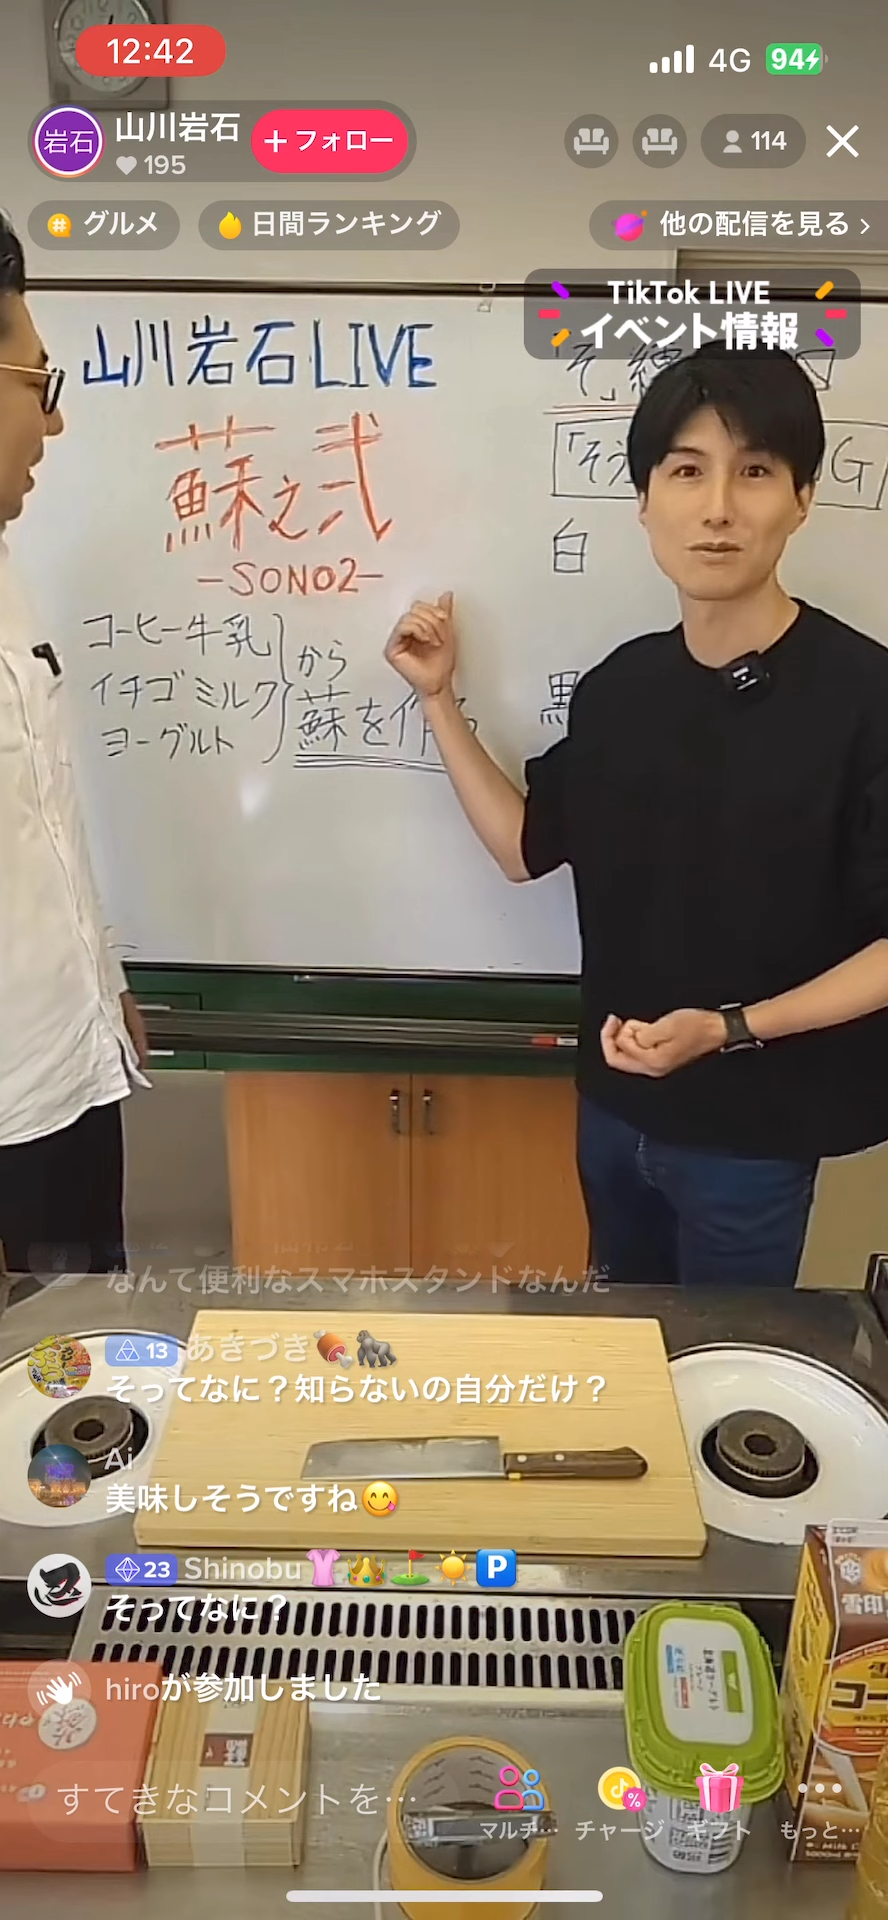 12:42
4G
94
岩石
山川岩石
195
+ フォロー
114
グルメ
日間ランキング
他の配信を見る
TikTok LIVE
イベント情報
山川岩石LIVE
蘇之弐
-SONO2-
コーヒー牛乳
イチゴミルク
ヨーグルト
から
蘇を作る
「そう
G
白
なんて便利なスマホスタンドなんだ
13 あきづき
そってなに？知らないの自分だけ？
Ai
美味しそうですね
23 Shinobu
P
そってなに？
hiroが参加しました
すてきなコメントを…
マルチ…
チャージ
ギフト
もっと…